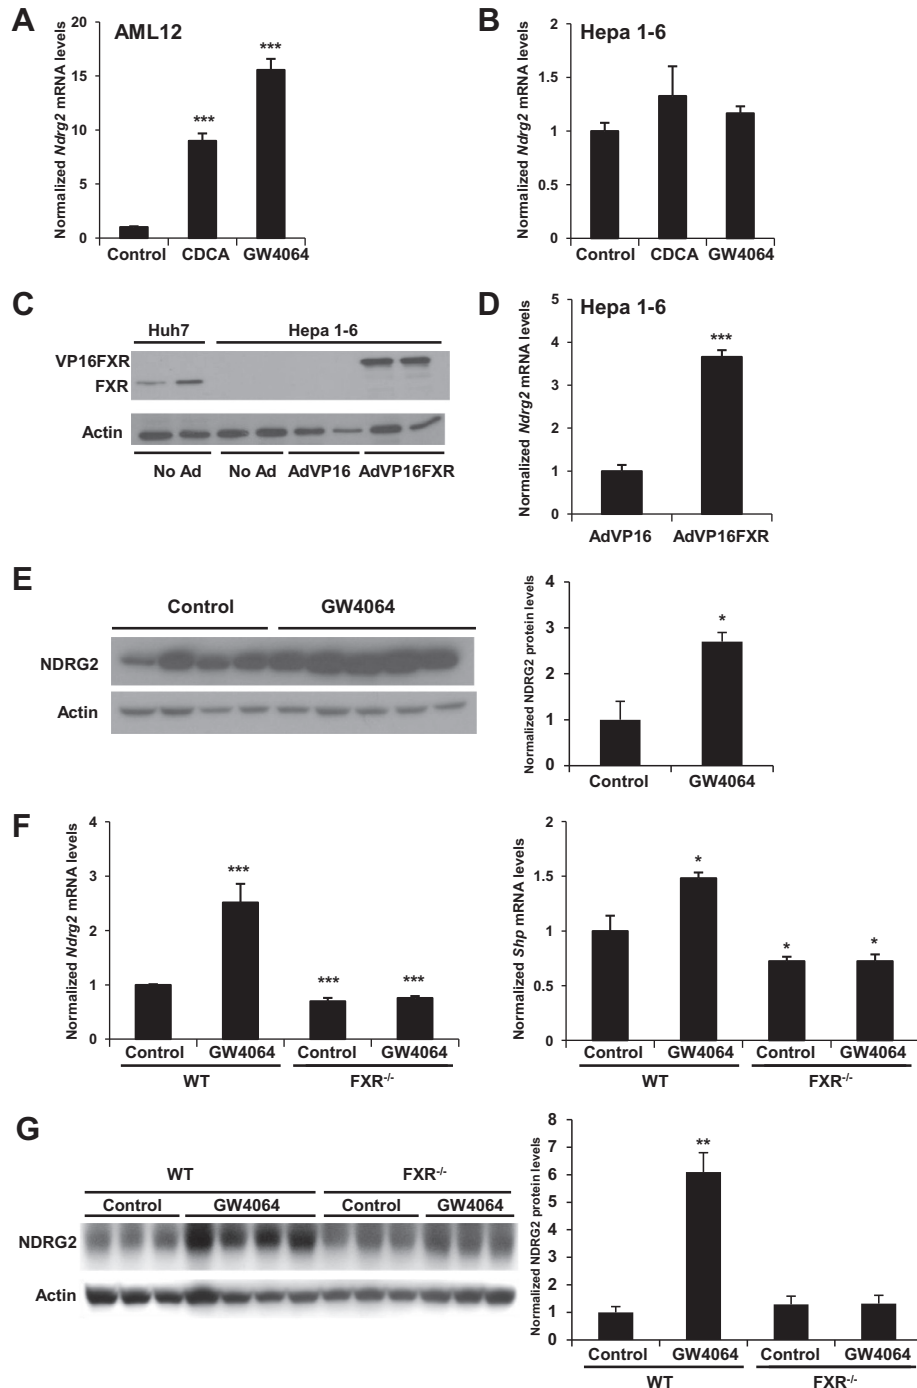 A
AML12
Normalized Ndrg2 mRNA levels
20
15
10
5
0
***
***
Control CDCA GW4064
B
Hepa 1-6
Normalized Ndrg2 mRNA levels
2
1.5
1
0.5
0
Control CDCA GW4064
C
Huh7 Hepa 1-6
VP16FXR
FXR
Actin
No Ad No Ad AdVP16 AdVP16FXR
D
Hepa 1-6
Normalized Ndrg2 mRNA levels
5
4
3
2
1
0
***
AdVP16 AdVP16FXR
E
Control GW4064
NDRG2
Actin
Normalized NDRG2 protein levels
4
3
2
1
0
*
Control GW4064
F
Normalized Ndrg2 mRNA levels
4
3
2
1
0
***
***
***
Control GW4064 Control GW4064
WT FXR-/-
Normalized Shp mRNA levels
2
1.5
1
0.5
0
*
*
*
Control GW4064 Control GW4064
WT FXR-/-
G
WT FXR-/-
Control GW4064 Control GW4064
NDRG2
Actin
Normalized NDRG2 protein levels
8
7
6
5
4
3
2
1
0
**
Control GW4064 Control GW4064
WT FXR-/-